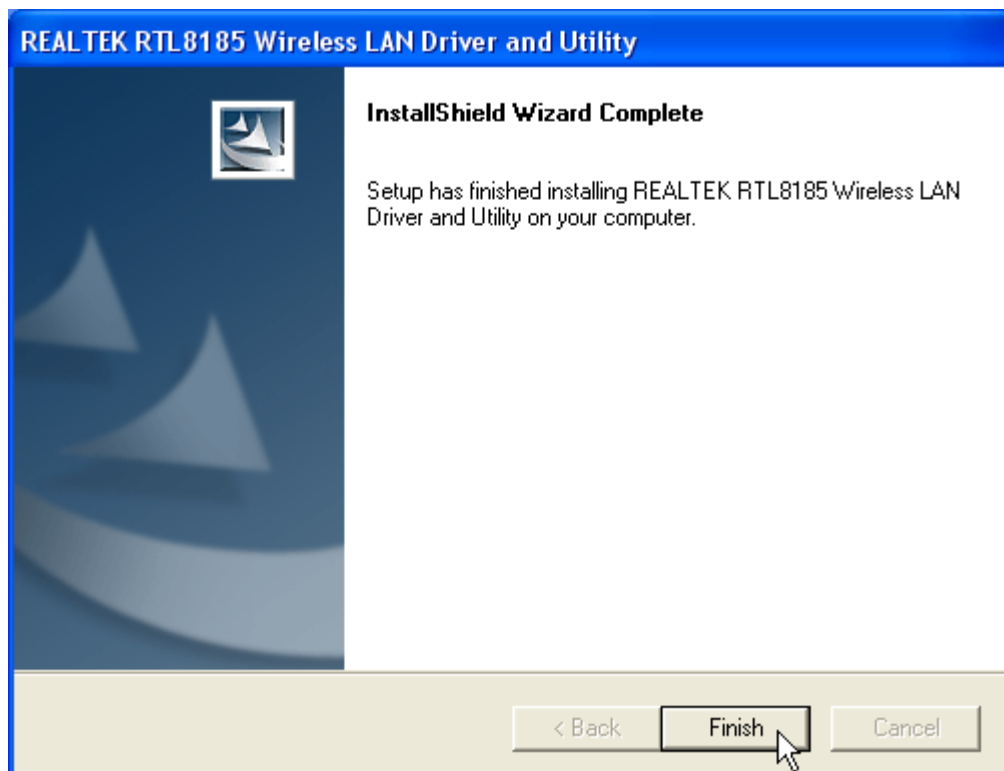 REALTEK RTL8185 Wireless LAN Driver and Utility
InstallShield Wizard Complete
Setup has finished installing REALTEK RTL8185 Wireless LAN
Driver and Utility on your computer.
< Back
Finish
Cancel